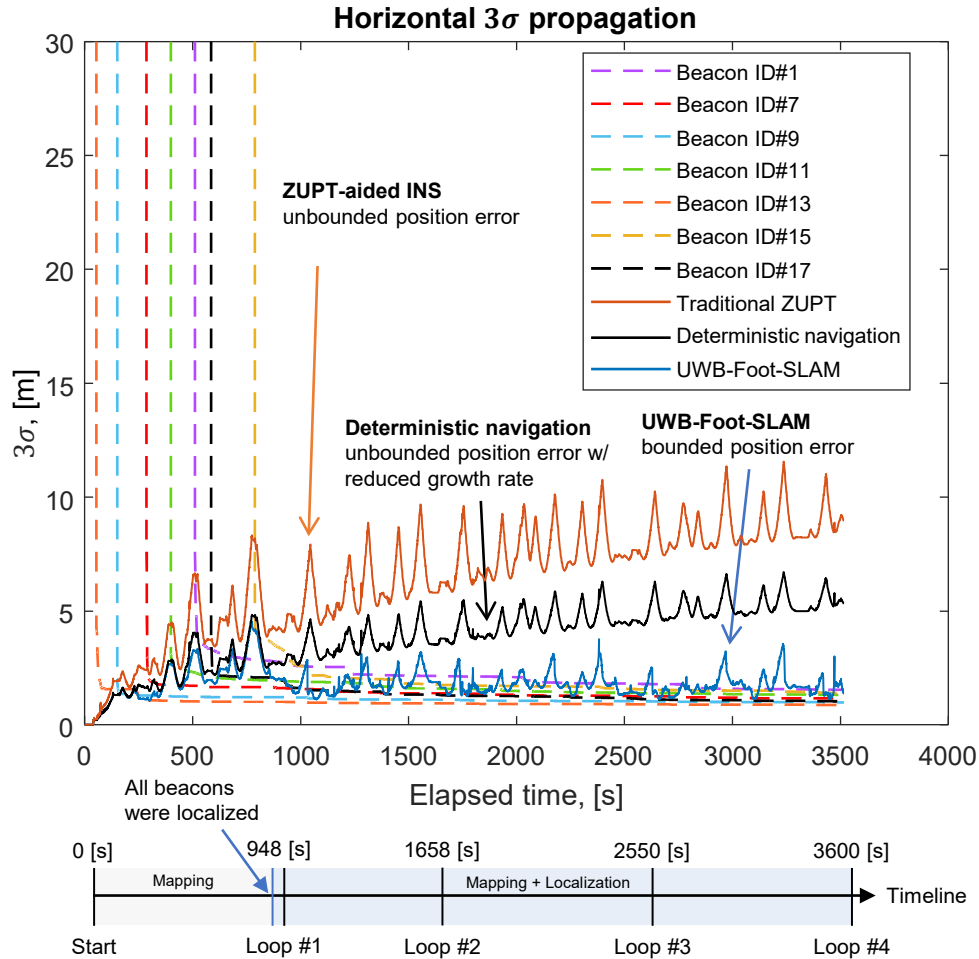 Horizontal 3σ propagation
30
25
20
15
10
5
0
3σ, [m]
Beacon ID#1
Beacon ID#7
Beacon ID#9
Beacon ID#11
Beacon ID#13
Beacon ID#15
Beacon ID#17
Traditional ZUPT
Deterministic navigation
UWB-Foot-SLAM
ZUPT-aided INS
unbounded position error
Deterministic navigation
unbounded position error w/
reduced growth rate
UWB-Foot-SLAM
bounded position error
0 500 1000 1500 2000 2500 3000 3500 4000
Elapsed time, [s]
All beacons
were localized
0 [s] 948 [s] 1658 [s] 2550 [s] 3600 [s]
Mapping Mapping + Localization Timeline
Start Loop #1 Loop #2 Loop #3 Loop #4